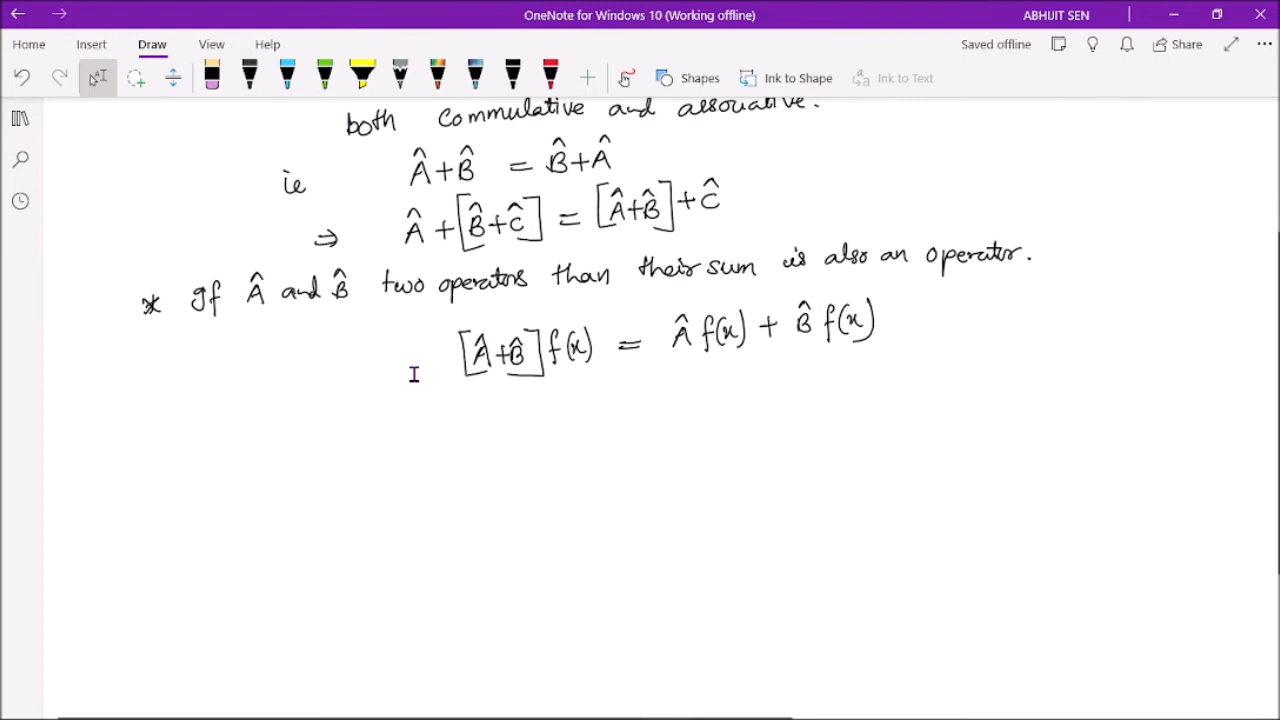 OneNote for Windows 10 (Working offline)
ABHIJIT SEN
Home Insert Draw View Help
Saved offline
Share
Shapes
Ink to Shape
Ink to Text
both commulative and assouative.
ie Â+B̂ = B̂+Â
⇒ Â+[B̂+Ĉ] = [Â+B̂]+Ĉ
* If Â and B̂ two operators than their sum is also an operator.
[Â+B̂]f(x) = Âf(x) + B̂f(x)